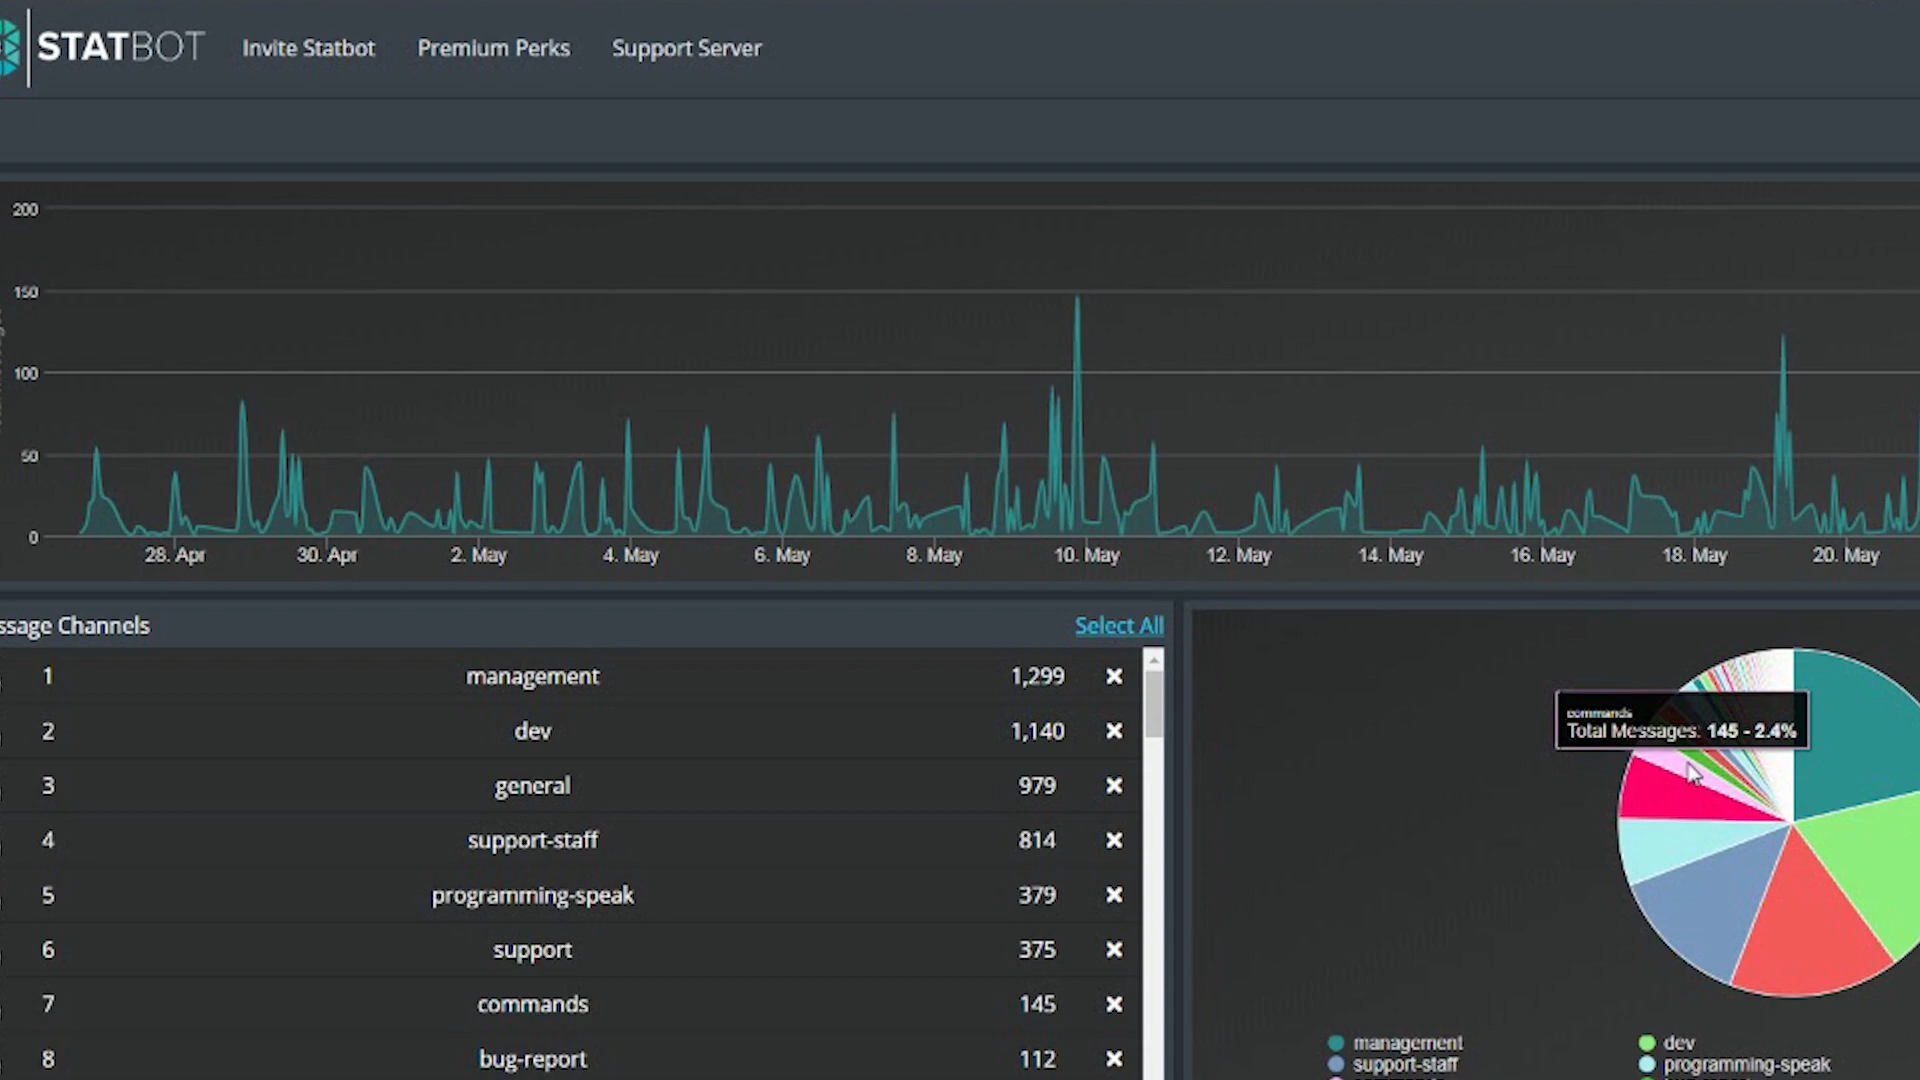 STATBOT Invite Statbot Premium Perks Support Server
200
150
100
50
0
28. Apr 30. Apr 2. May 4. May 6. May 8. May 10. May 12. May 14. May 16. May 18. May 20. May
ssage Channels Select All
1 management 1,299
2 dev 1,140
3 general 979
4 support-staff 814
5 programming-speak 379
6 support 375
7 commands 145
8 bug-report 112
commands
Total Messages: 145 - 2.4%
management dev
support-staff programming-speak